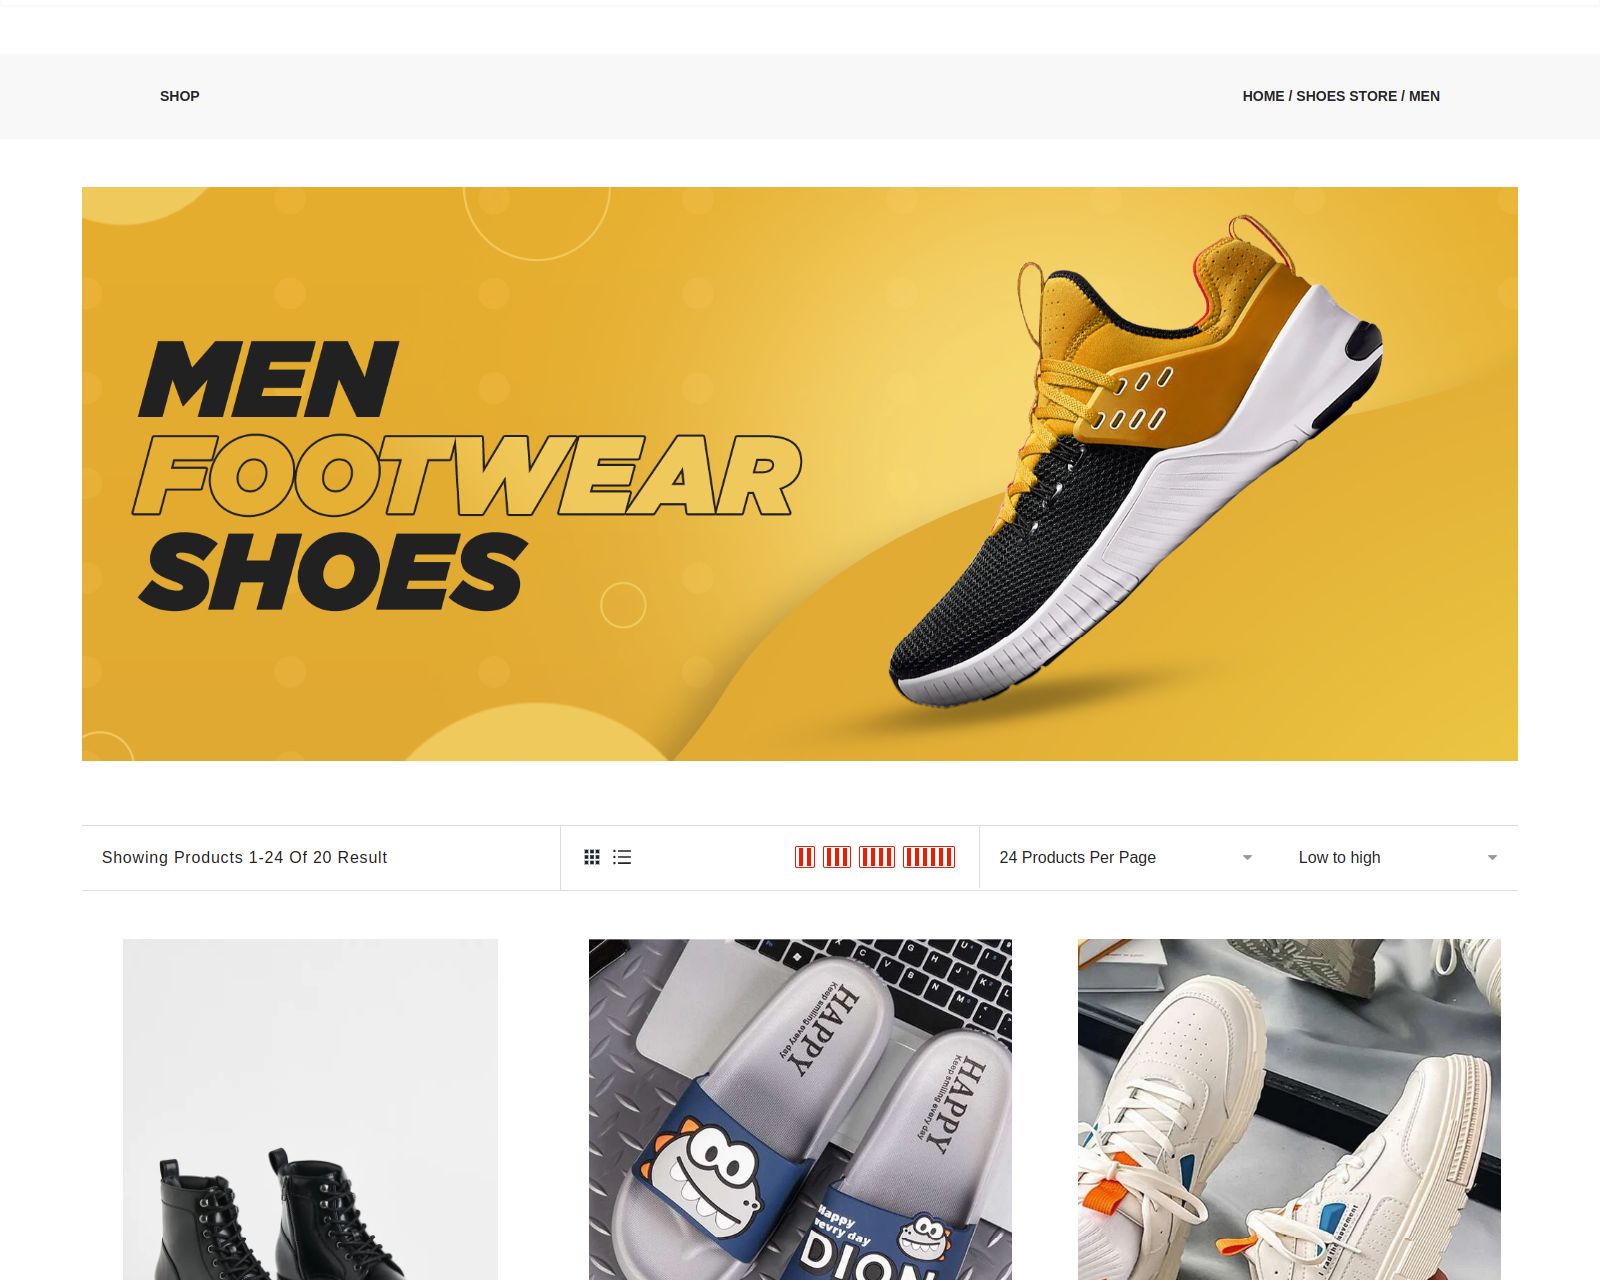 SHOP
HOME / SHOES STORE / MEN
MEN
FOOTWEAR
SHOES
Showing Products 1-24 Of 20 Result
24 Products Per Page
Low to high
HAPPY
Keep smiling every day
HAPPY
Keep smiling every day
Happy
evry day
DION